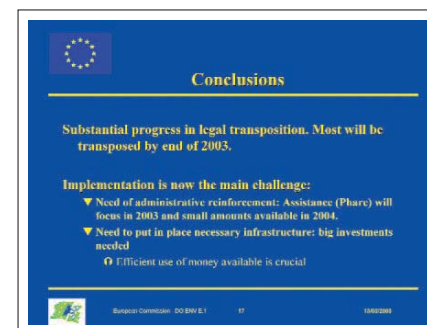 Conclusions
Substantial progress in legal transposition. Most will be
transposed by end of 2003.
Implementation is now the main challenge:
Need of administrative reinforcement: Assistance (Phare) will
focus in 2003 and small amounts available in 2004.
Need to put in place necessary infrastructure: big investments
needed
Efficient use of money available is crucial
European Commission DG ENV E.1 17